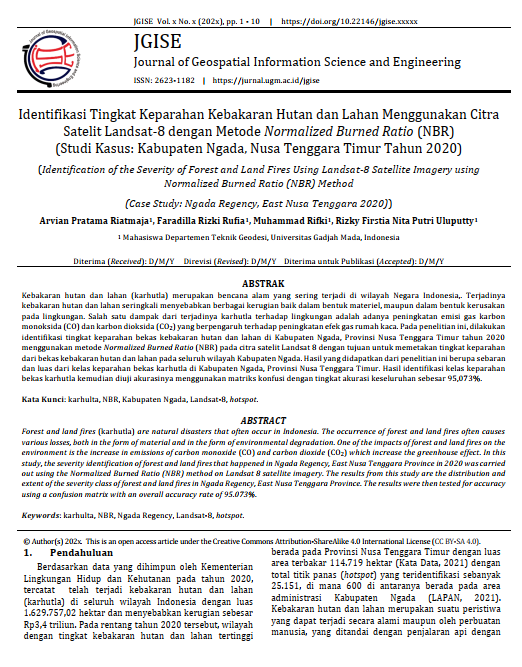 JGISE Vol. x No. x (202x), pp. 1 • 10 | https://doi.org/10.22146/jgise.xxxxx
JGISE
Journal of Geospatial Information Science and Engineering
ISSN: 2623•1182 | https://jurnal.ugm.ac.id/jgise
Identifikasi Tingkat Keparahan Kebakaran Hutan dan Lahan Menggunakan Citra
Satelit Landsat-8 dengan Metode Normalized Burned Ratio (NBR)
(Studi Kasus: Kabupaten Ngada, Nusa Tenggara Timur Tahun 2020)
(Identification of the Severity of Forest and Land Fires Using Landsat-8 Satellite Imagery using
Normalized Burned Ratio (NBR) Method
(Case Study: Ngada Regency, East Nusa Tenggara 2020))
Arvian Pratama Riatmaja¹, Faradilla Rizki Rufia¹, Muhammad Rifki¹, Rizky Firstia Nita Putri Uluputty¹
¹ Mahasiswa Departemen Teknik Geodesi, Universitas Gadjah Mada, Indonesia
Diterima (Received): D/M/Y Direvisi (Revised): D/M/Y Diterima untuk Publikasi (Accepted): D/M/Y
ABSTRAK
Kebakaran hutan dan lahan (karhutla) merupakan bencana alam yang sering terjadi di wilayah Negara Indonesia,. Terjadinya
kebakaran hutan dan lahan seringkali menyebabkan berbagai kerugian baik dalam bentuk materiel, maupun dalam bentuk kerusakan
pada lingkungan. Salah satu dampak dari terjadinya karhutla terhadap lingkungan adalah adanya peningkatan emisi gas karbon
monoksida (CO) dan karbon dioksida (CO₂) yang berpengaruh terhadap peningkatan efek gas rumah kaca. Pada penelitian ini, dilakukan
identifikasi tingkat keparahan bekas kebakaran hutan dan lahan di Kabupaten Ngada, Provinsi Nusa Tenggara Timur tahun 2020
menggunakan metode Normalized Burned Ratio (NBR) pada citra satelit Landsat 8 dengan tujuan untuk memetakan tingkat keparahan
dari bekas kebakaran hutan dan lahan pada seluruh wilayah Kabupaten Ngada. Hasil yang didapatkan dari penelitian ini berupa sebaran
dan luas dari kelas keparahan bekas karhutla di Kabupaten Ngada, Provinsi Nusa Tenggara Timur. Hasil identifikasi kelas keparahan
bekas karhutla kemudian diuji akurasinya menggunakan matriks konfusi dengan tingkat akurasi keseluruhan sebesar 95,073%.
Kata Kunci: karhulta, NBR, Kabupaten Ngada, Landsat•8, hotspot.
ABSTRACT
Forest and land fires (karhutla) are natural disasters that often occur in Indonesia. The occurrence of forest and land fires often causes
various losses, both in the form of material and in the form of environmental degradation. One of the impacts of forest and land fires on the
environment is the increase in emissions of carbon monoxide (CO) and carbon dioxide (CO₂) which increase the greenhouse effect. In this
study, the severity identification of forest and land fires that happened in Ngada Regency, East Nusa Tenggara Province in 2020 was carried
out using the Normalized Burned Ratio (NBR) method on Landsat 8 satellite imagery. The results from this study are the distribution and
extent of the severity class of forest and land fires in Ngada Regency, East Nusa Tenggara Province. The results were then tested for accuracy
using a confusion matrix with an overall accuracy rate of 95.073%.
Keywords: karhulta, NBR, Ngada Regency, Landsat•8, hotspot.
© Author(s) 202x. This is an open access article under the Creative Commons Attribution•ShareAlike 4.0 International License (CC BY•SA 4.0).
1. Pendahuluan
Berdasarkan data yang dihimpun oleh Kementerian
Lingkungan Hidup dan Kehutanan pada tahun 2020,
tercatat telah terjadi kebakaran hutan dan lahan
(karhutla) di seluruh wilayah Indonesia dengan luas
1.629.757,02 hektar dan menyebabkan kerugian sebesar
Rp3,4 triliun. Pada rentang tahun 2020 tersebut, wilayah
dengan tingkat kebakaran hutan dan lahan tertinggi
berada pada Provinsi Nusa Tenggara Timur dengan luas
area terbakar 114.719 hektar (Kata Data, 2021) dengan
total titik panas (hotspot) yang teridentifikasi sebanyak
25.151, di mana 600 di antaranya berada pada area
administrasi Kabupaten Ngada (LAPAN, 2021).
Kebakaran hutan dan lahan merupakan suatu peristiwa
yang dapat terjadi secara alami maupun oleh perbuatan
manusia, yang ditandai dengan penjalaran api dengan